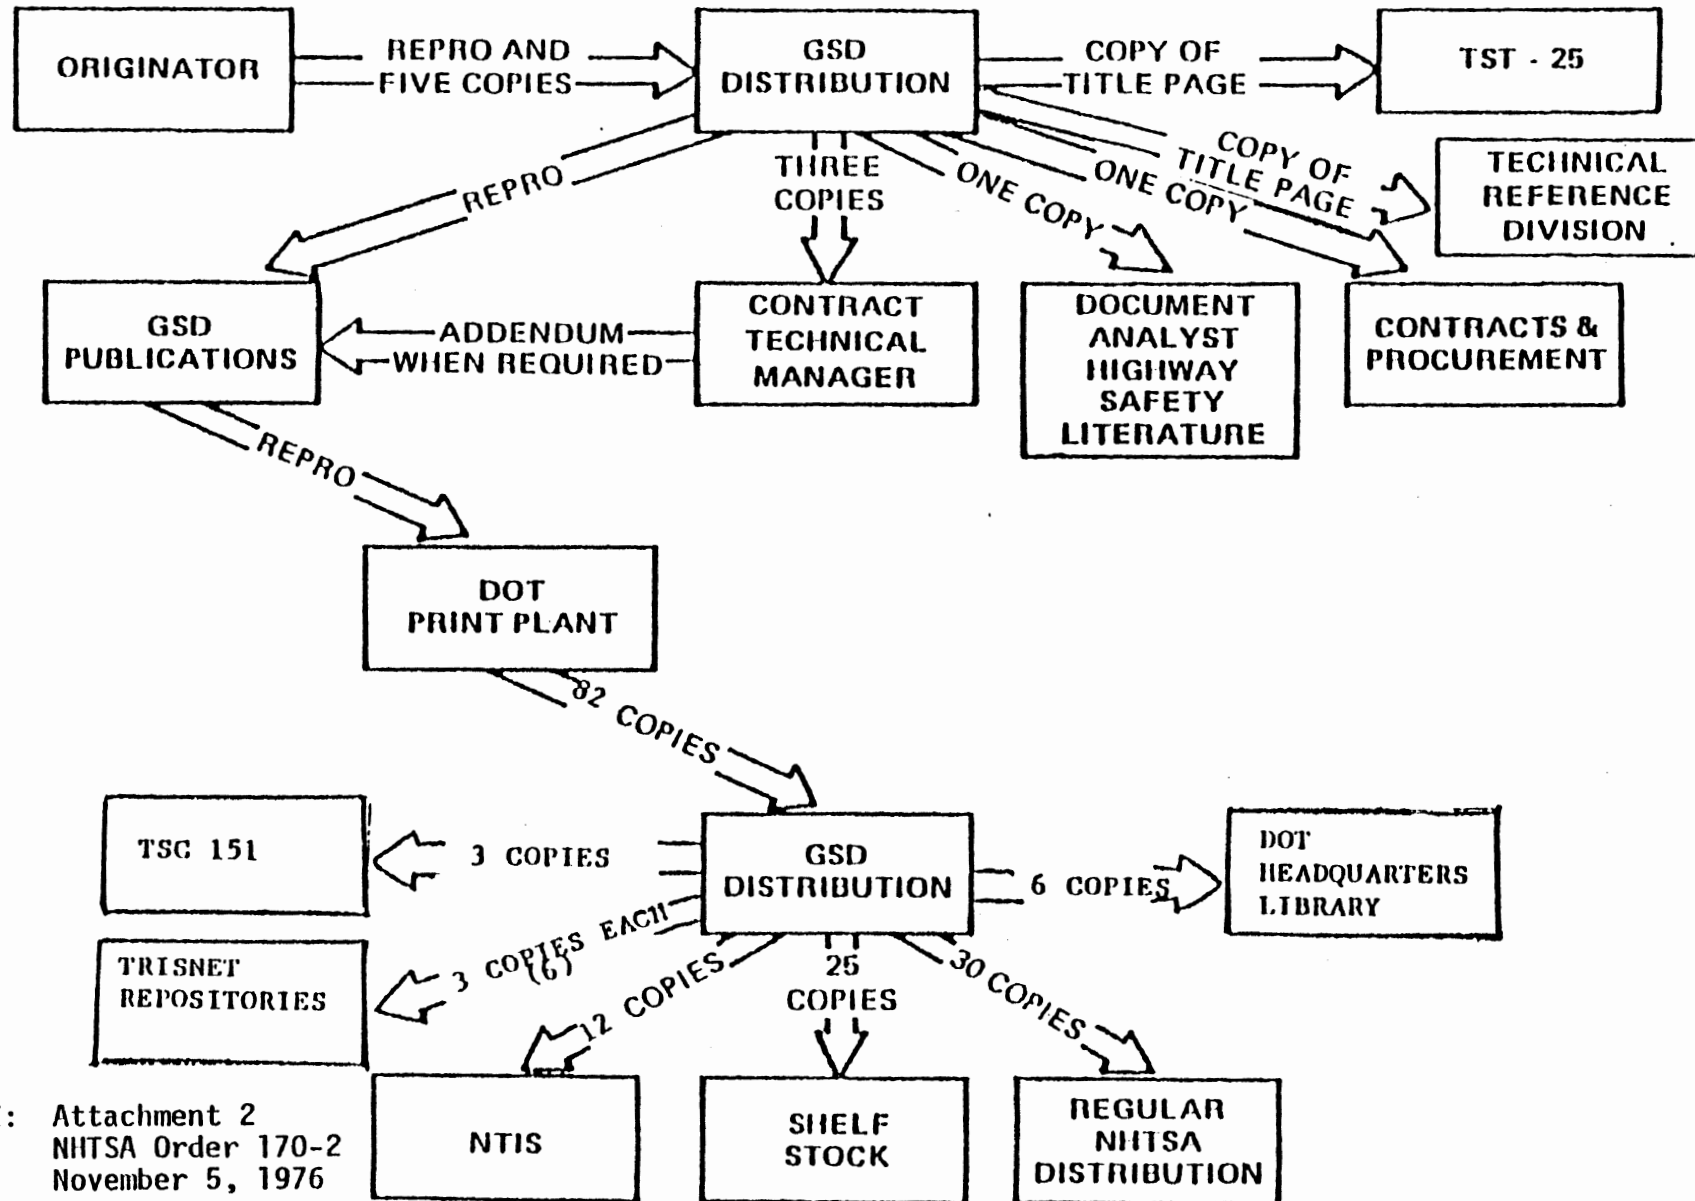 ORIGINATOR
REPRO AND
FIVE COPIES
GSD
DISTRIBUTION
COPY OF
TITLE PAGE
TST - 25
REPRO
THREE
COPIES
ONE COPY
ONE COPY
COPY OF
TITLE PAGE
TECHNICAL
REFERENCE
DIVISION
GSD
PUBLICATIONS
ADDENDUM
WHEN REQUIRED
CONTRACT
TECHNICAL
MANAGER
DOCUMENT
ANALYST
HIGHWAY
SAFETY
LITERATURE
CONTRACTS &
PROCUREMENT
REPRO
DOT
PRINT PLANT
82 COPIES
TSC 151
3 COPIES
GSD
DISTRIBUTION
6 COPIES
DOT
HEADQUARTERS
LIBRARY
TRISNET
REPOSITORIES
3 COPIES EACH
(6)
12 COPIES
25
COPIES
30 COPIES
NTIS
SHELF
STOCK
REGULAR
NHTSA
DISTRIBUTION
: Attachment 2
NHTSA Order 170-2
November 5, 1976